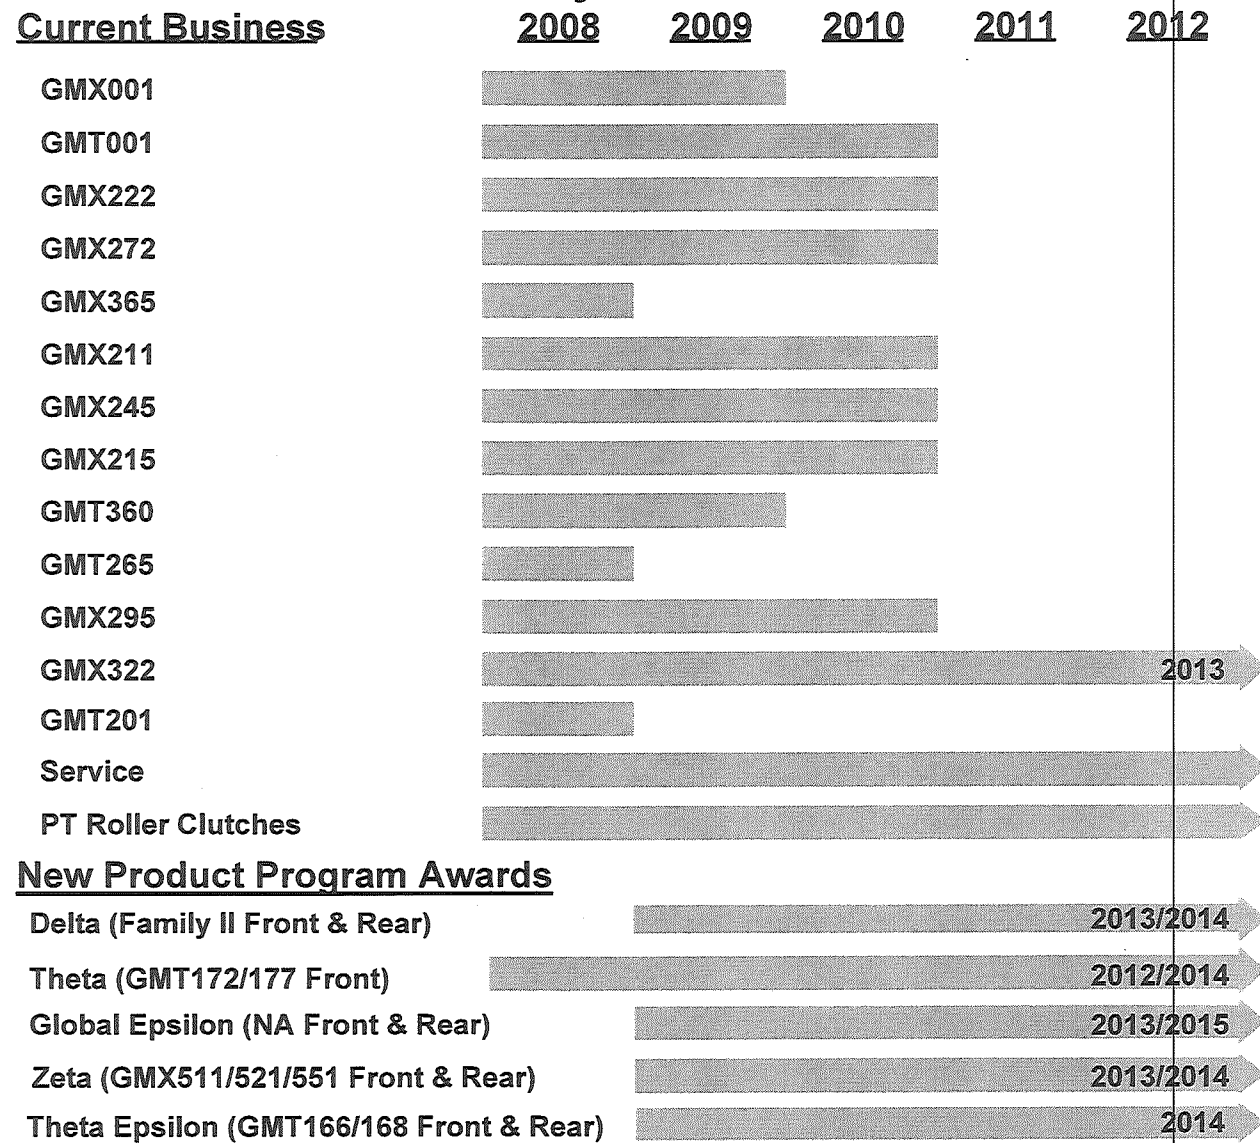 Current Business 2008 2009 2010 2011 2012
GMX001
GMT001
GMX222
GMX272
GMX365
GMX211
GMX245
GMX215
GMT360
GMT265
GMX295
GMX322 2013
GMT201
Service
PT Roller Clutches
New Product Program Awards
Delta (Family II Front & Rear) 2013/2014
Theta (GMT172/177 Front) 2012/2014
Global Epsilon (NA Front & Rear) 2013/2015
Zeta (GMX511/521/551 Front & Rear) 2013/2014
Theta Epsilon (GMT166/168 Front & Rear) 2014